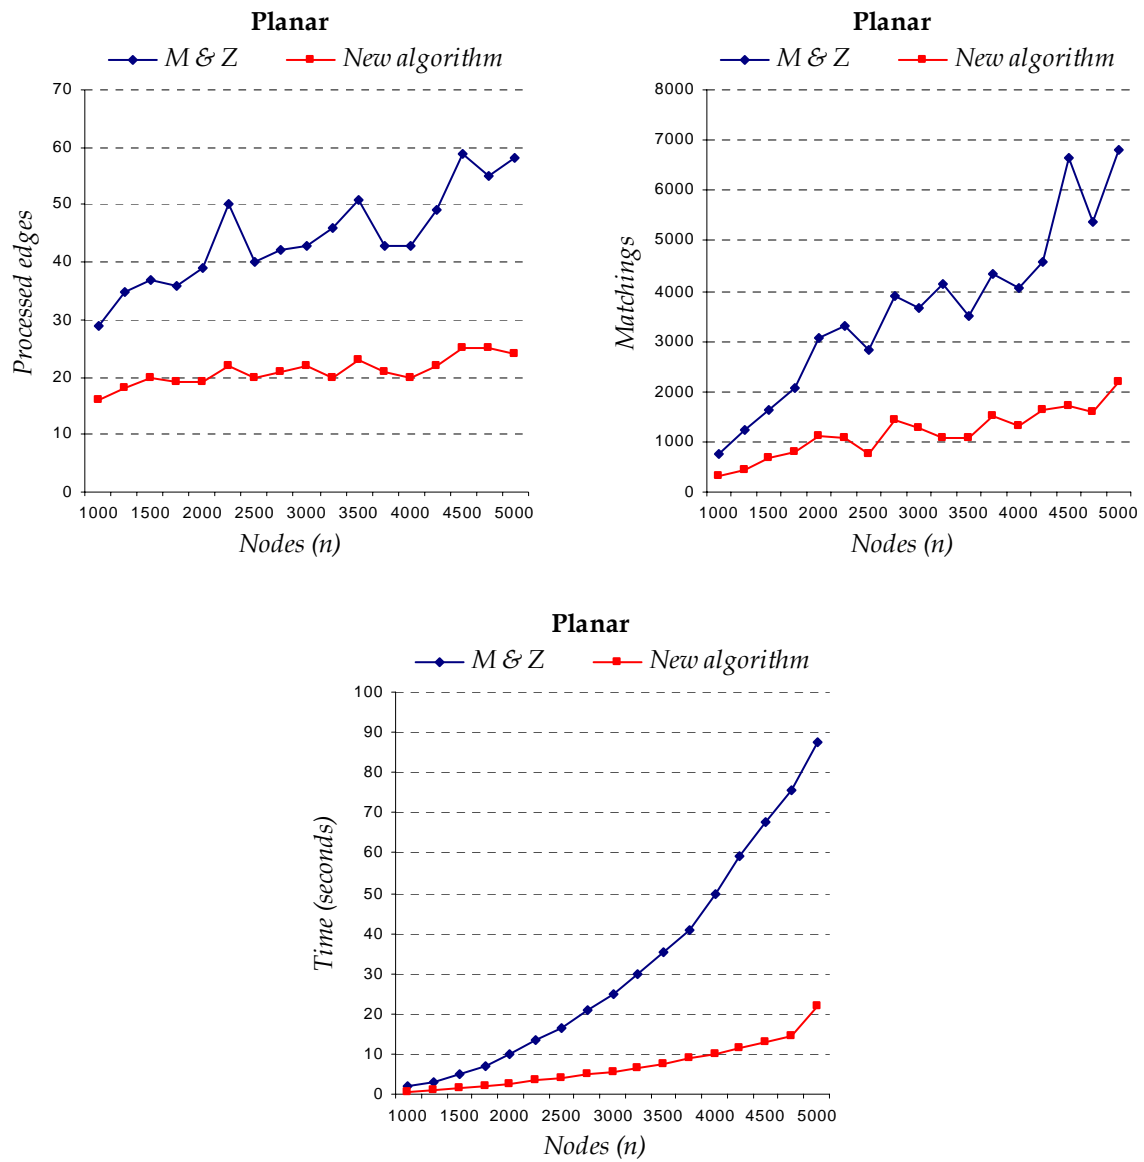 Planar
M & Z New algorithm
70
60
50
40
30
20
10
0
Processed edges
1000 1500 2000 2500 3000 3500 4000 4500 5000
Nodes (n)
Planar
M & Z New algorithm
8000
7000
6000
5000
4000
3000
2000
1000
0
Matchings
1000 1500 2000 2500 3000 3500 4000 4500 5000
Nodes (n)
Planar
M & Z New algorithm
100
90
80
70
60
50
40
30
20
10
0
Time (seconds)
1000 1500 2000 2500 3000 3500 4000 4500 5000
Nodes (n)